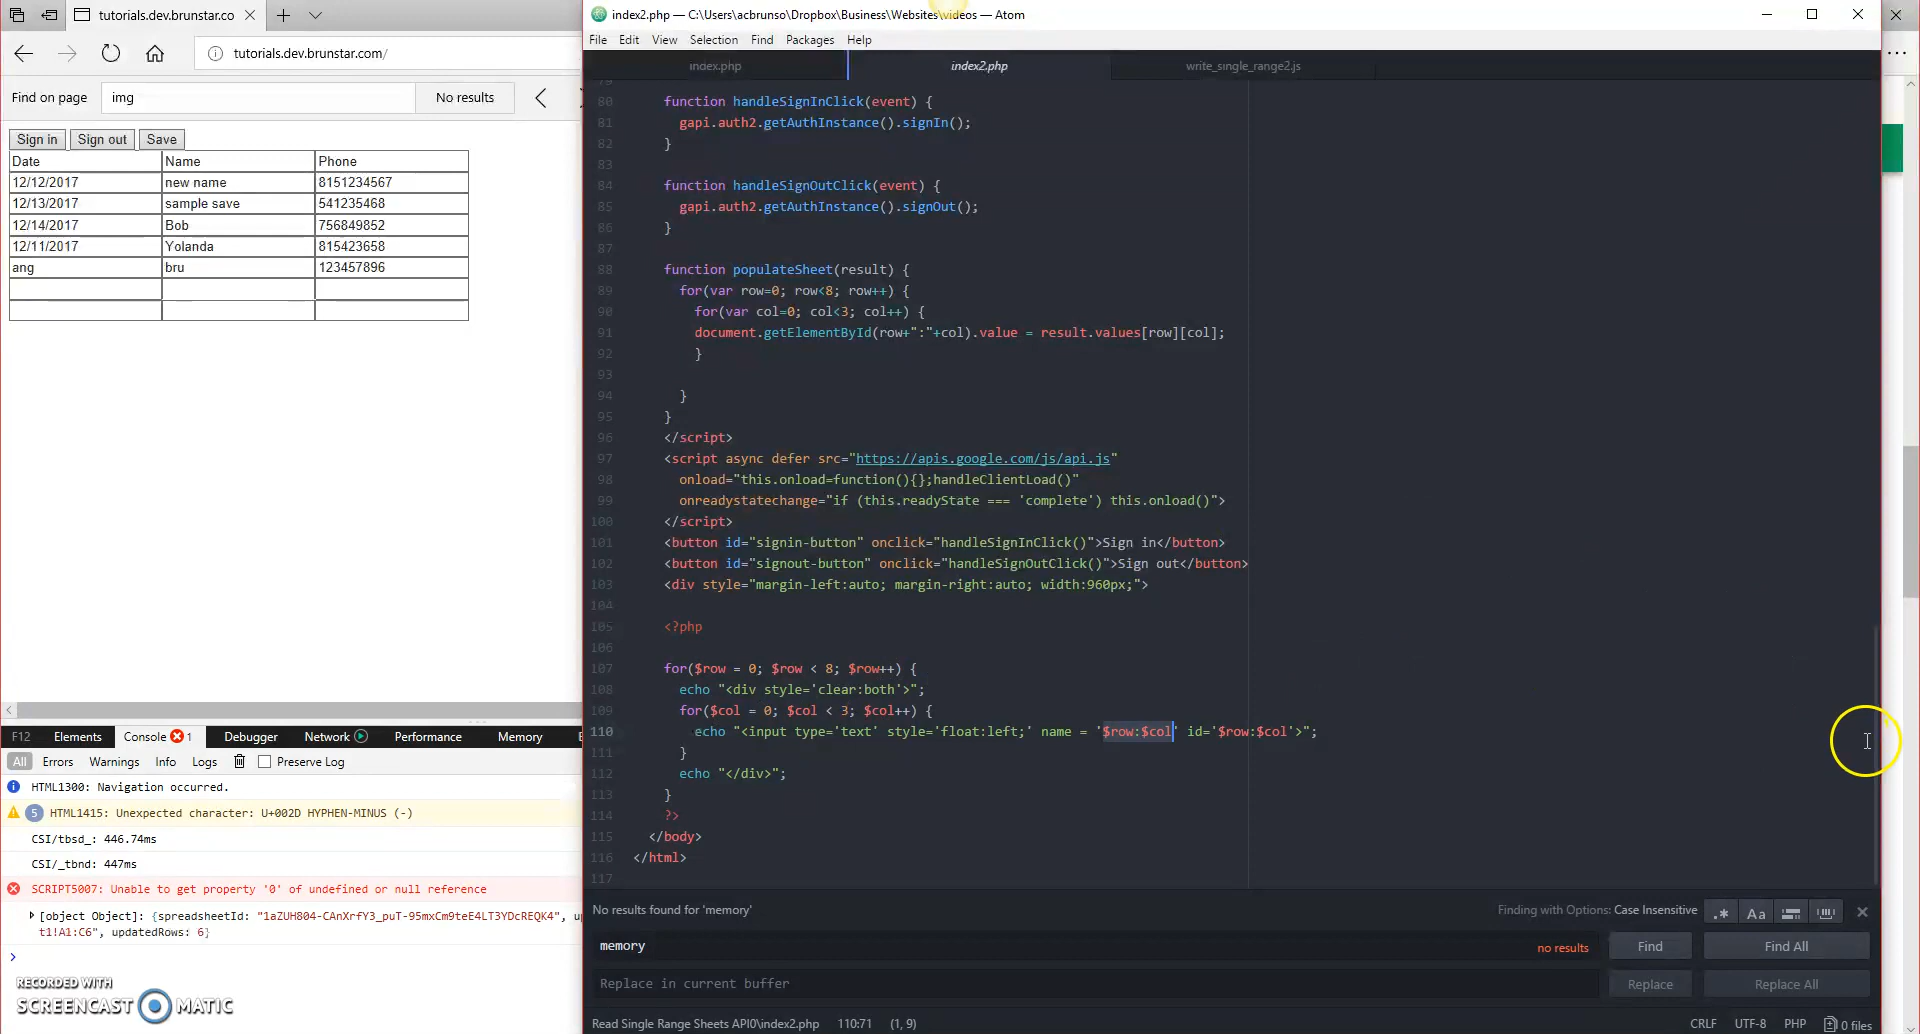 tutorials.dev.brunstar.co
tutorials.dev.brunstar.com/
Find on page
img
No results
Sign in
Sign out
Save
Date Name Phone
12/12/2017 new name 8151234567
12/13/2017 sample save 541235468
12/14/2017 Bob 756849852
12/11/2017 Yolanda 815423658
ang bru 123457896
F12 Elements Console 1 Debugger Network Performance Memory
All Errors Warnings Info Logs Preserve Log
HTML1300: Navigation occurred.
5 HTML1415: Unexpected character: U+002D HYPHEN-MINUS (-)
CSI/tbsd_: 446.74ms
CSI/_tbnd: 447ms
SCRIPT5007: Unable to get property '0' of undefined or null reference
[object Object]: {spreadsheetId: "1aZUH804-CAnXrfY3_puT-95mxCm9teE4LT3YDcREQK4",
t1!A1:C6", updatedRows: 6}
RECORDED WITH
SCREENCAST MATIC
index2.php — C:\Users\acbrunso\Dropbox\Business\Websites\videos — Atom
File Edit View Selection Find Packages Help
index.php
index2.php
write_single_range2.js
80 function handleSignInClick(event) {
81 gapi.auth2.getAuthInstance().signIn();
82 }
83
84 function handleSignOutClick(event) {
85 gapi.auth2.getAuthInstance().signOut();
86 }
87
88 function populateSheet(result) {
89 for(var row=0; row<8; row++) {
90 for(var col=0; col<3; col++) {
91 document.getElementById(row+":"+col).value = result.values[row][col];
92 }
93
94 }
95 }
96 </script>
97 <script async defer src="https://apis.google.com/js/api.js"
98 onload="this.onload=function(){};handleClientLoad()"
99 onreadystatechange="if (this.readyState === 'complete') this.onload()">
100 </script>
101 <button id="signin-button" onclick="handleSignInClick()">Sign in</button>
102 <button id="signout-button" onclick="handleSignOutClick()">Sign out</button>
103 <div style="margin-left:auto; margin-right:auto; width:960px;">
104
105 <?php
106
107 for($row = 0; $row < 8; $row++) {
108 echo "<div style='clear:both'>";
109 for($col = 0; $col < 3; $col++) {
110 echo "<input type='text' style='float:left;' name = '$row:$col' id='$row:$col'>";
111 }
112 echo "</div>";
113 }
114 ?>
115 </body>
116 </html>
117
No results found for 'memory'
Finding with Options: Case Insensitive
.* Aa
memory
no results
Find
Find All
Replace in current buffer
Replace
Replace All
Read Single Range Sheets API0\index2.php 110:71 (1, 9)
CRLF UTF-8 PHP 0 files